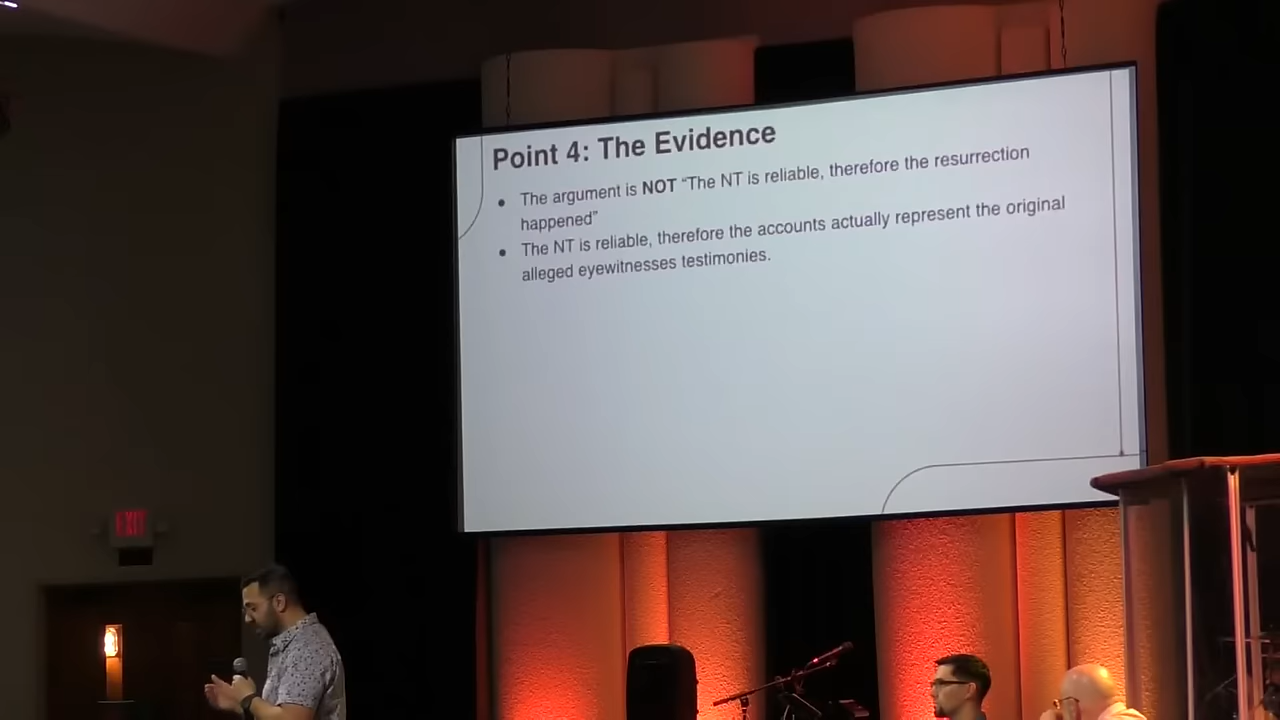 Point 4: The Evidence
● The argument is NOT “The NT is reliable, therefore the resurrection
happened”
● The NT is reliable, therefore the accounts actually represent the original
alleged eyewitnesses testimonies.
EXIT